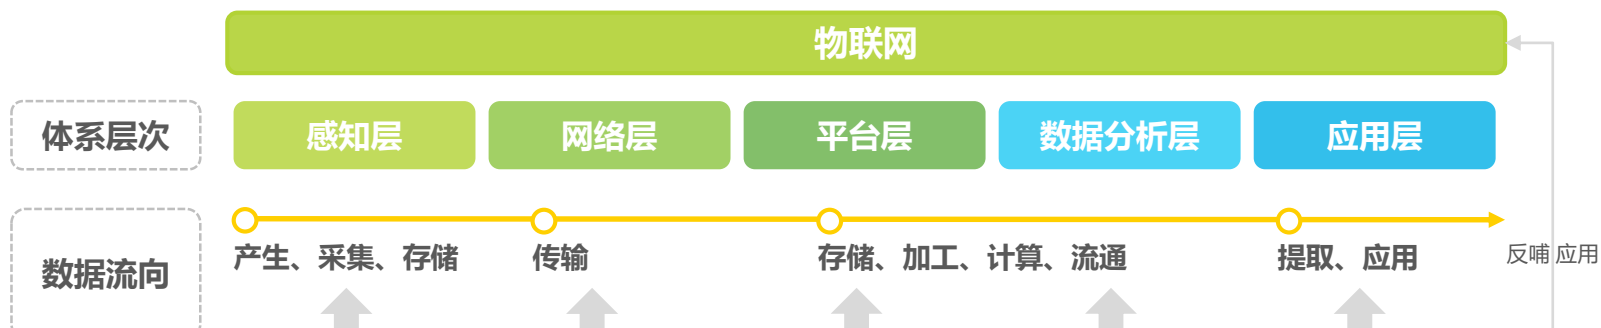 物联网
体系层次
感知层
网络层
平台层
数据分析层
应用层
数据流向
产生、采集、存储
传输
存储、加工、计算、流通
提取、应用
反哺 应用